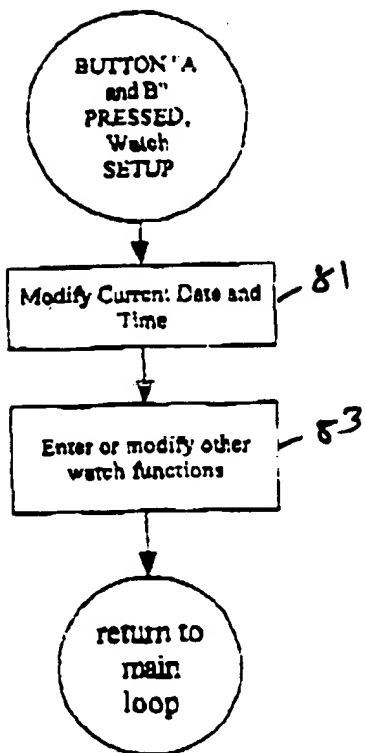 BUTTON "A
and B"
PRESSED,
Watch
SETUP
Modify Current Date and
Time
81
Enter or modify other
watch functions
83
return to
main
loop